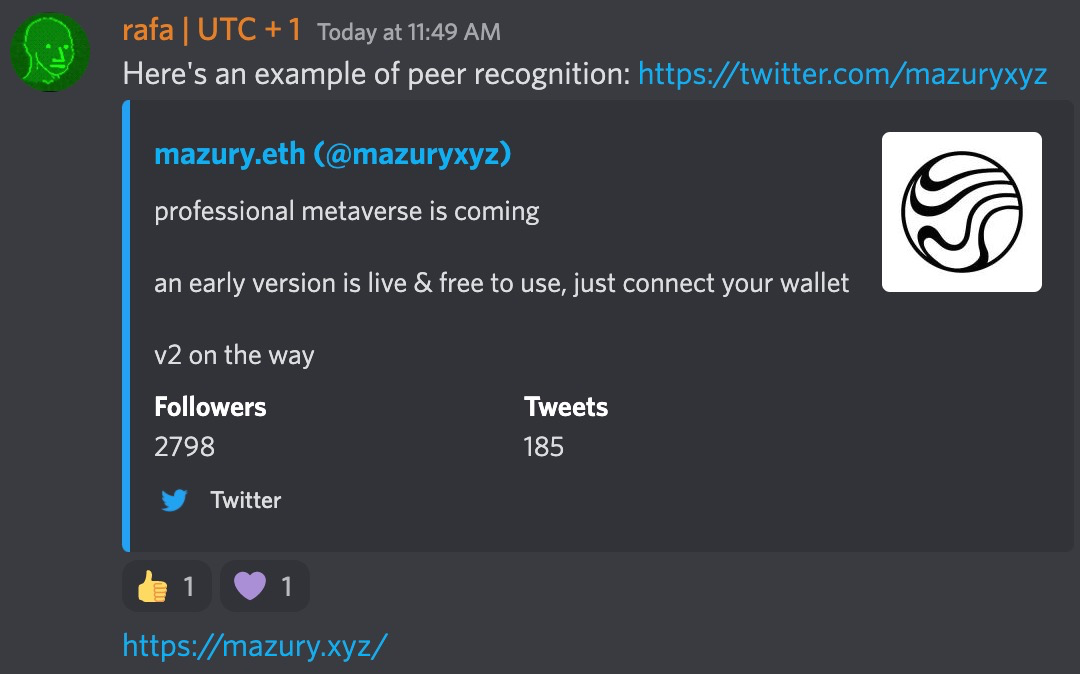 rafa | UTC + 1 Today at 11:49 AM
Here's an example of peer recognition: https://twitter.com/mazuryxyz
mazury.eth (@mazuryxyz)
professional metaverse is coming
an early version is live & free to use, just connect your wallet
v2 on the way
Followers Tweets
2798 185
Twitter
👍 1 💜 1
https://mazury.xyz/